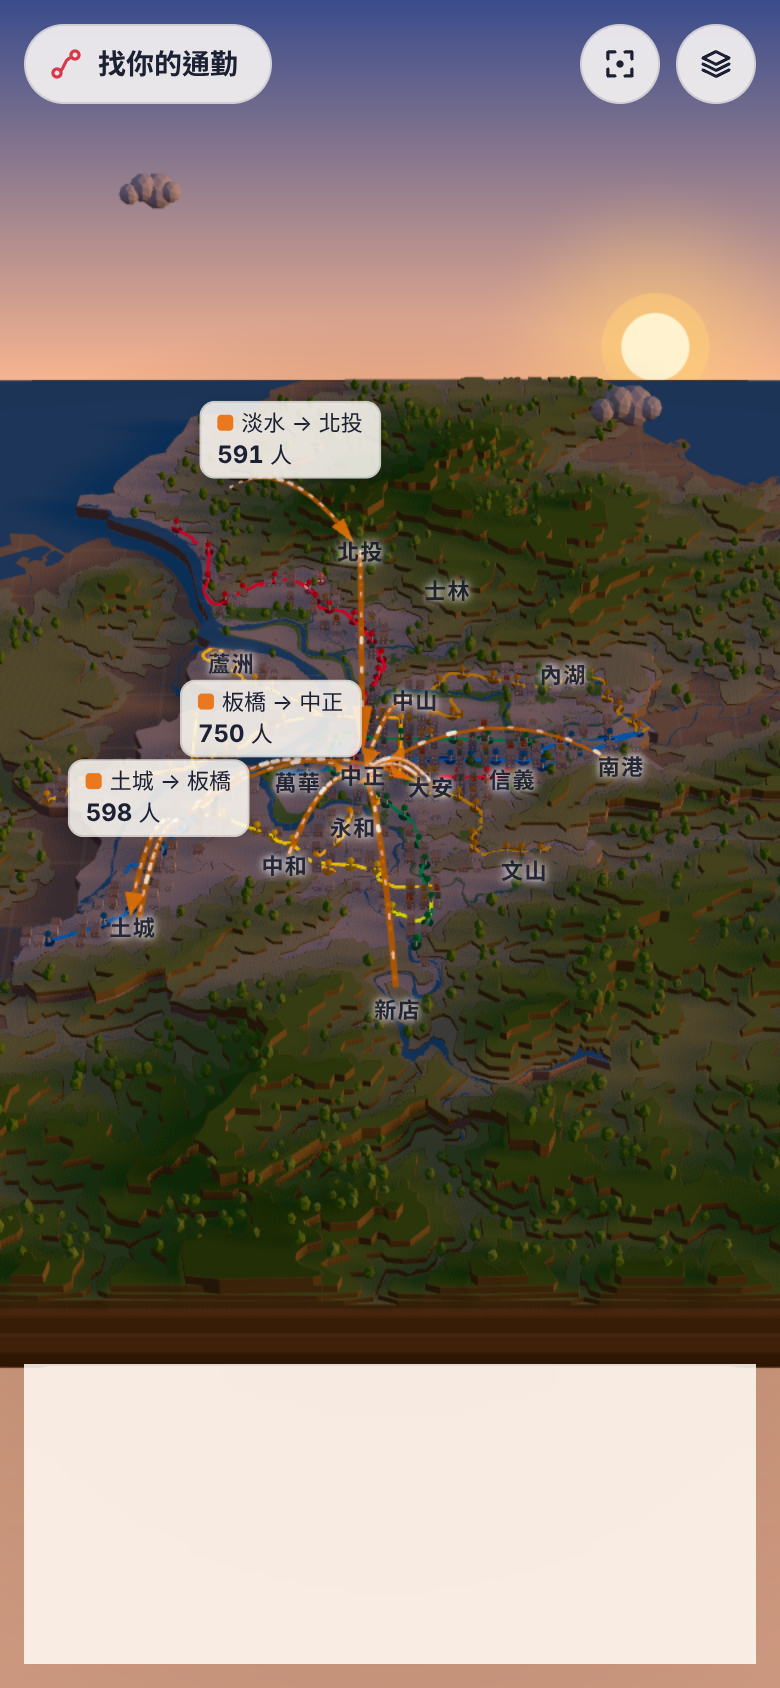 找你的通勤
淡水 → 北投
591 人
北投
士林
蘆洲
內湖
板橋 → 中正
750 人
中山
南港
土城 → 板橋
598 人
萬華
中正
大安
信義
永和
中和
文山
土城
新店